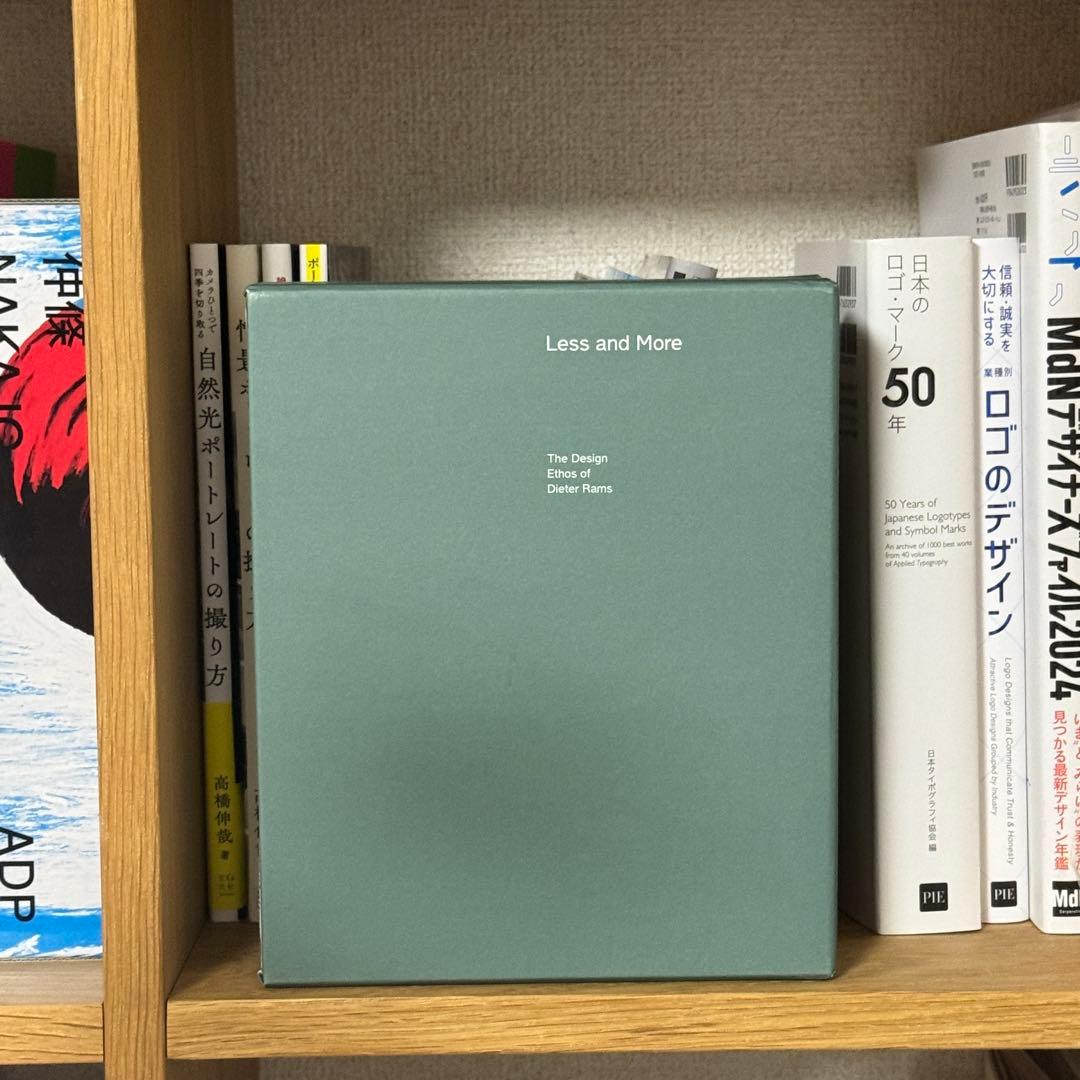 伊條
NAKAJO
ADP
カメラひとつで
四季を切り取る
自然光ポートレートの撮り方
高橋伸哉 著
ポー
Less and More
The Design
Ethos of
Dieter Rams
日本の
ロゴ・マーク
50
年
50 Years of
Japanese Logotypes
and Symbol Marks
An archive of 1000 best works
from 40 volumes
of Applied Typography
日本タイポグラフィ協会 編
PIE
信頼・誠実を
大切にする
業種別
ロゴのデザイン
Logo Designs that Communicate Trust & Honesty
Attractive Logo Designs Grouped by Industry
PIE
MdNデザイナーズファイル2024
見つかる最新デザイン年鑑
MdN